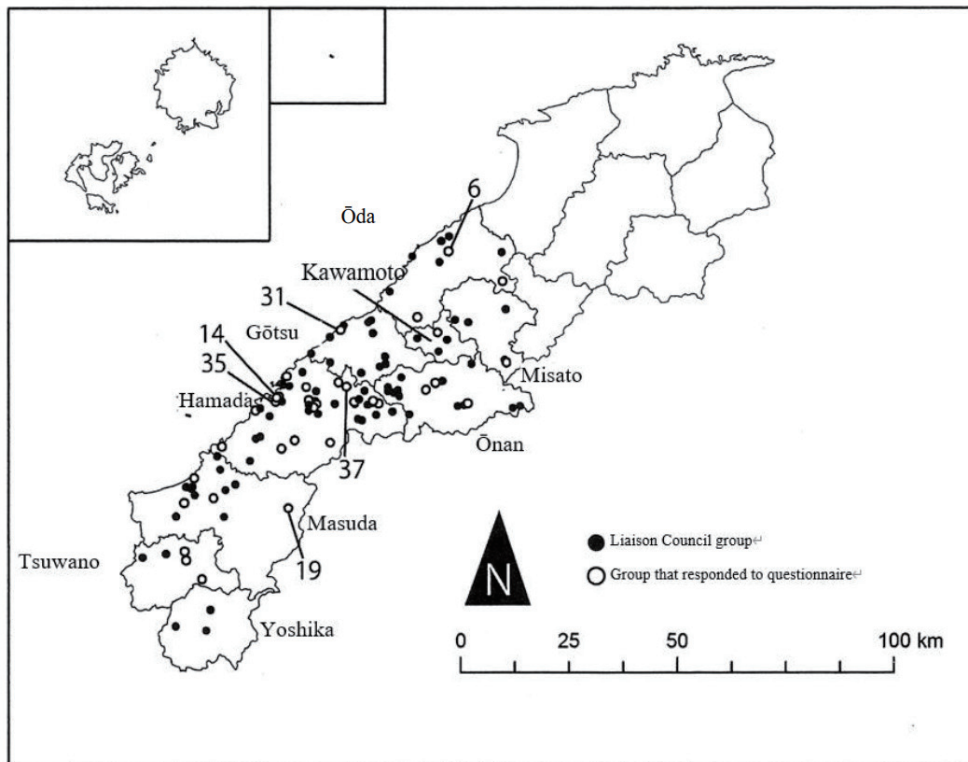 Ōda
6
Kawamoto
31
Gōtsu
14
35
Hamada
Misato
Ōnan
37
Masuda
19
Tsuwano
Yoshika
N
Liaison Council group↵
Group that responded to questionnaire↵
0 25 50 100 km